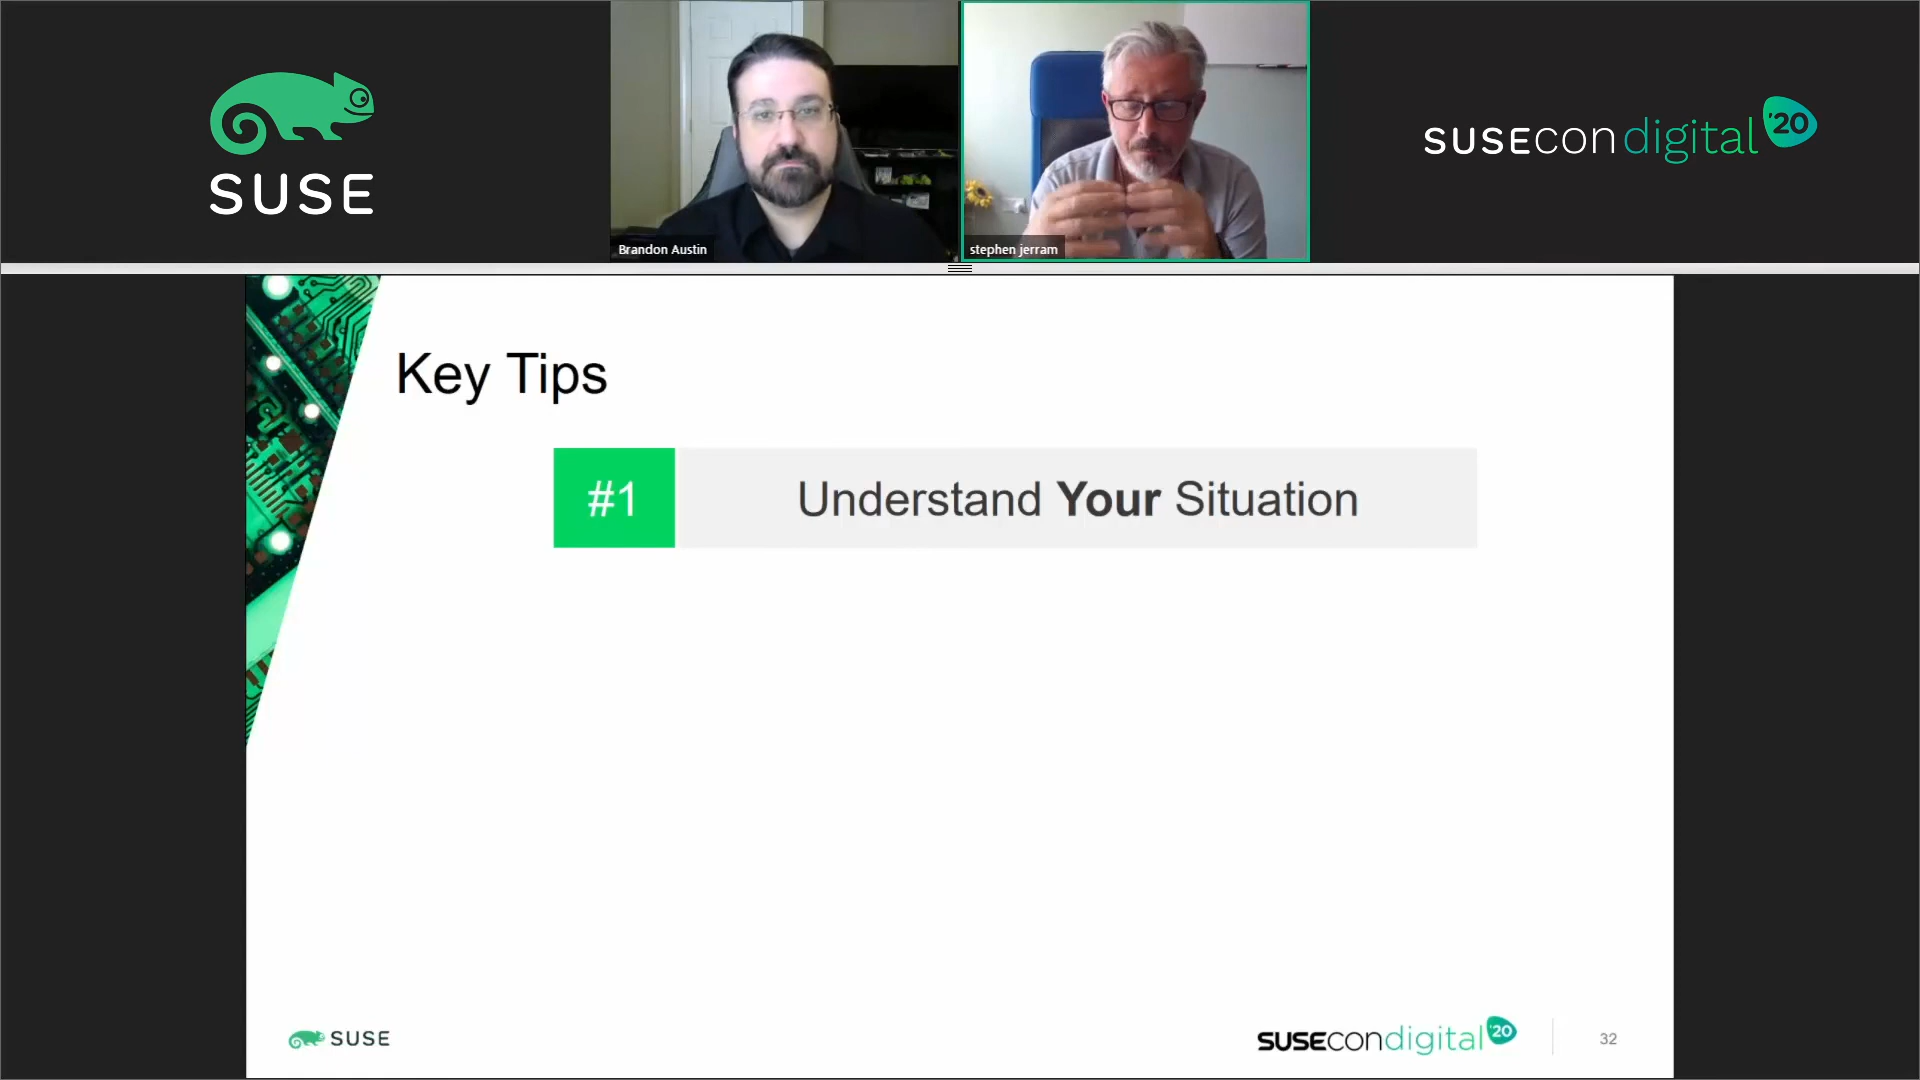 SUSE
Brandon Austin
stephen jerram
SUSEcon digital '20
Key Tips
#1 Understand Your Situation
SUSE
SUSEcon digital '20
32